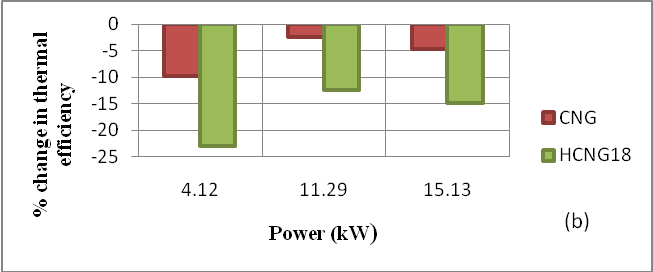 0
-5
-10
-15
-20
-25
% change in thermal
efficiency
4.12 11.29 15.13
Power (kW)
CNG
HCNG18
(b)